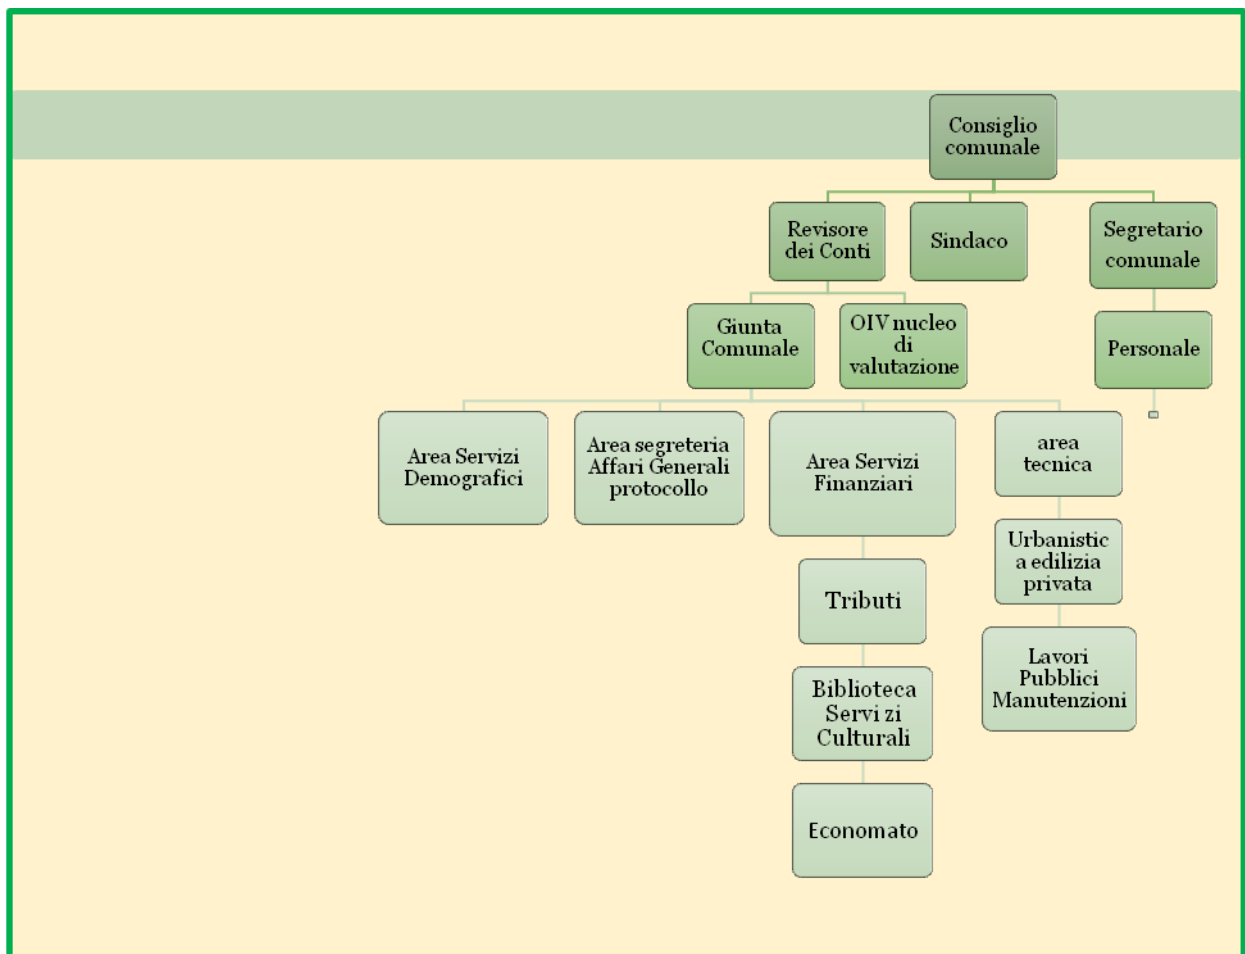 Consiglio
comunale
Revisore
dei Conti
Sindaco
Segretario
comunale
Giunta
Comunale
OIV nucleo
di
valutazione
Personale
Area Servizi
Demografici
Area segreteria
Affari Generali
protocollo
Area Servizi
Finanziari
area
tecnica
Urbanistic
a edilizia
privata
Tributi
Lavori
Pubblici
Manutenzioni
Biblioteca
Servi zi
Culturali
Economato